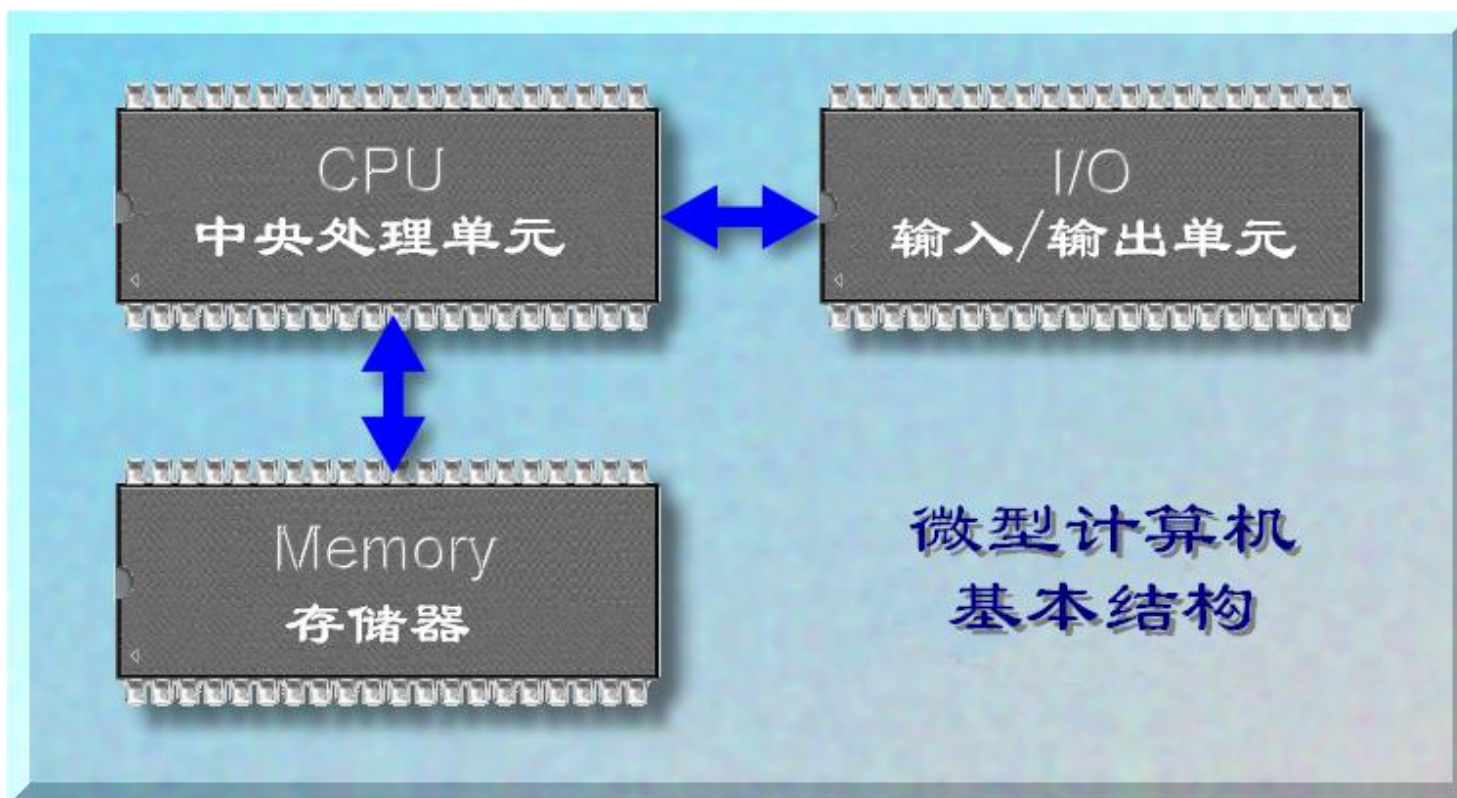 CPU
中央处理单元
I/O
输入/输出单元
Memory
存储器
微型计算机
基本结构